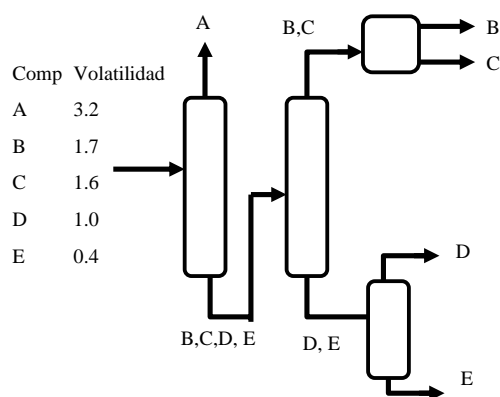 A
B,C
B
C
Comp Volatilidad
A 3.2
B 1.7
C 1.6
D 1.0
E 0.4
D
B,C,D, E
D, E
E